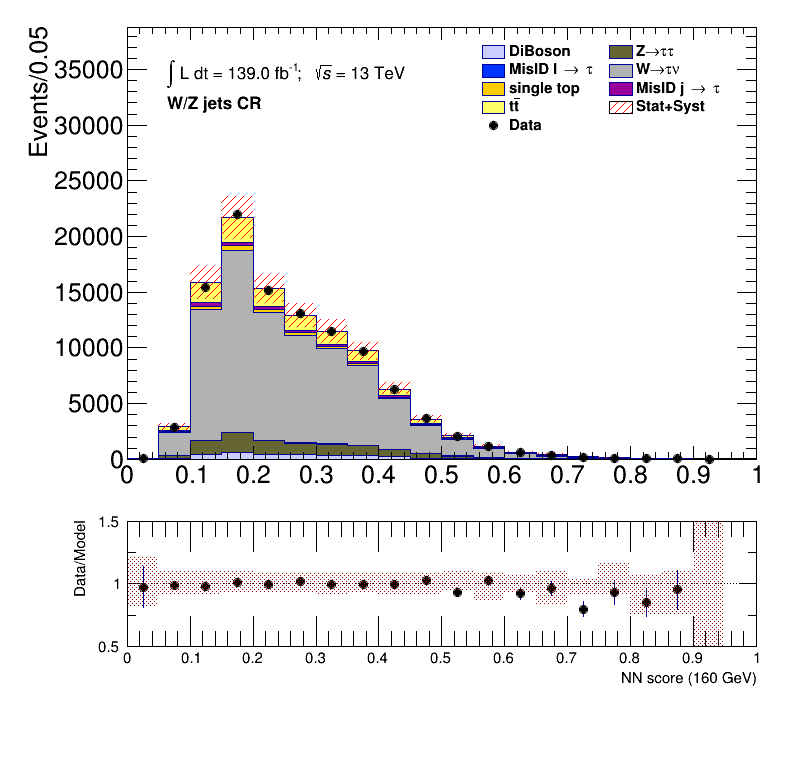 Events/0.05
∫ L dt = 139.0 fb⁻¹; √s = 13 TeV
W/Z jets CR
DiBoson
Z→ττ
MisID l → τ
W→τν
single top
MisID j → τ
tt̄
Stat+Syst
Data
35000
30000
25000
20000
15000
10000
5000
0
0 0.1 0.2 0.3 0.4 0.5 0.6 0.7 0.8 0.9 1
Data/Model
1.5
1
0.5
0 0.1 0.2 0.3 0.4 0.5 0.6 0.7 0.8 0.9 1
NN score (160 GeV)